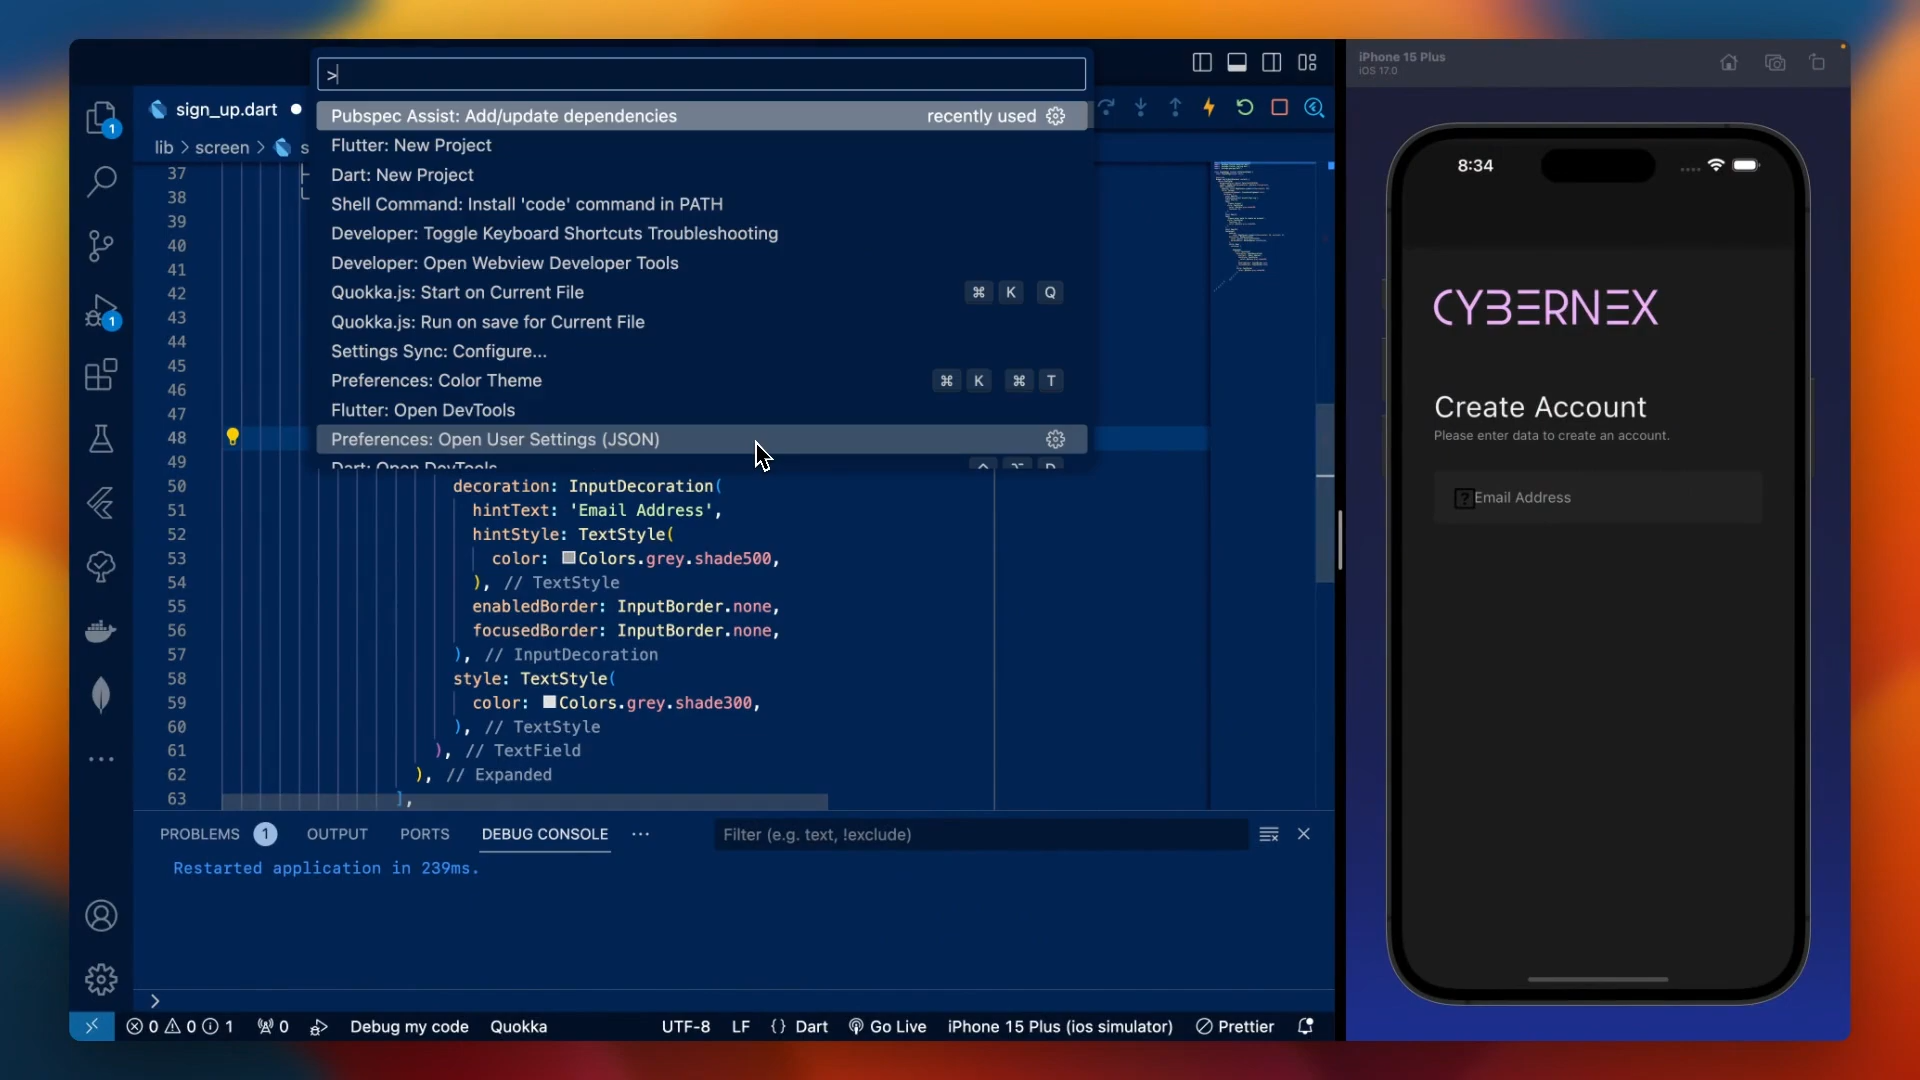 >
Pubspec Assist: Add/update dependencies recently used
Flutter: New Project
Dart: New Project
Shell Command: Install 'code' command in PATH
Developer: Toggle Keyboard Shortcuts Troubleshooting
Developer: Open Webview Developer Tools
Quokka.js: Start on Current File ⌘ K Q
Quokka.js: Run on save for Current File
Settings Sync: Configure...
Preferences: Color Theme ⌘ K ⌘ T
Flutter: Open DevTools
Preferences: Open User Settings (JSON)
Dart: Open DevTools
sign_up.dart
lib > screen > s
1
1
37
38
39
40
41
42
43
44
45
46
47
48
49
50 decoration: InputDecoration(
51 hintText: 'Email Address',
52 hintStyle: TextStyle(
53 color: Colors.grey.shade500,
54 ), // TextStyle
55 enabledBorder: InputBorder.none,
56 focusedBorder: InputBorder.none,
57 ), // InputDecoration
58 style: TextStyle(
59 color: Colors.grey.shade300,
60 ), // TextStyle
61 ), // TextField
62 ), // Expanded
63 ],
PROBLEMS 1 OUTPUT PORTS DEBUG CONSOLE ... Filter (e.g. text, !exclude)
Restarted application in 239ms.
>
0 0 1 0 Debug my code Quokka UTF-8 LF {} Dart Go Live iPhone 15 Plus (ios simulator) Prettier
iPhone 15 Plus
iOS 17.0
8:34
CYBERNEX
Create Account
Please enter data to create an account.
? Email Address